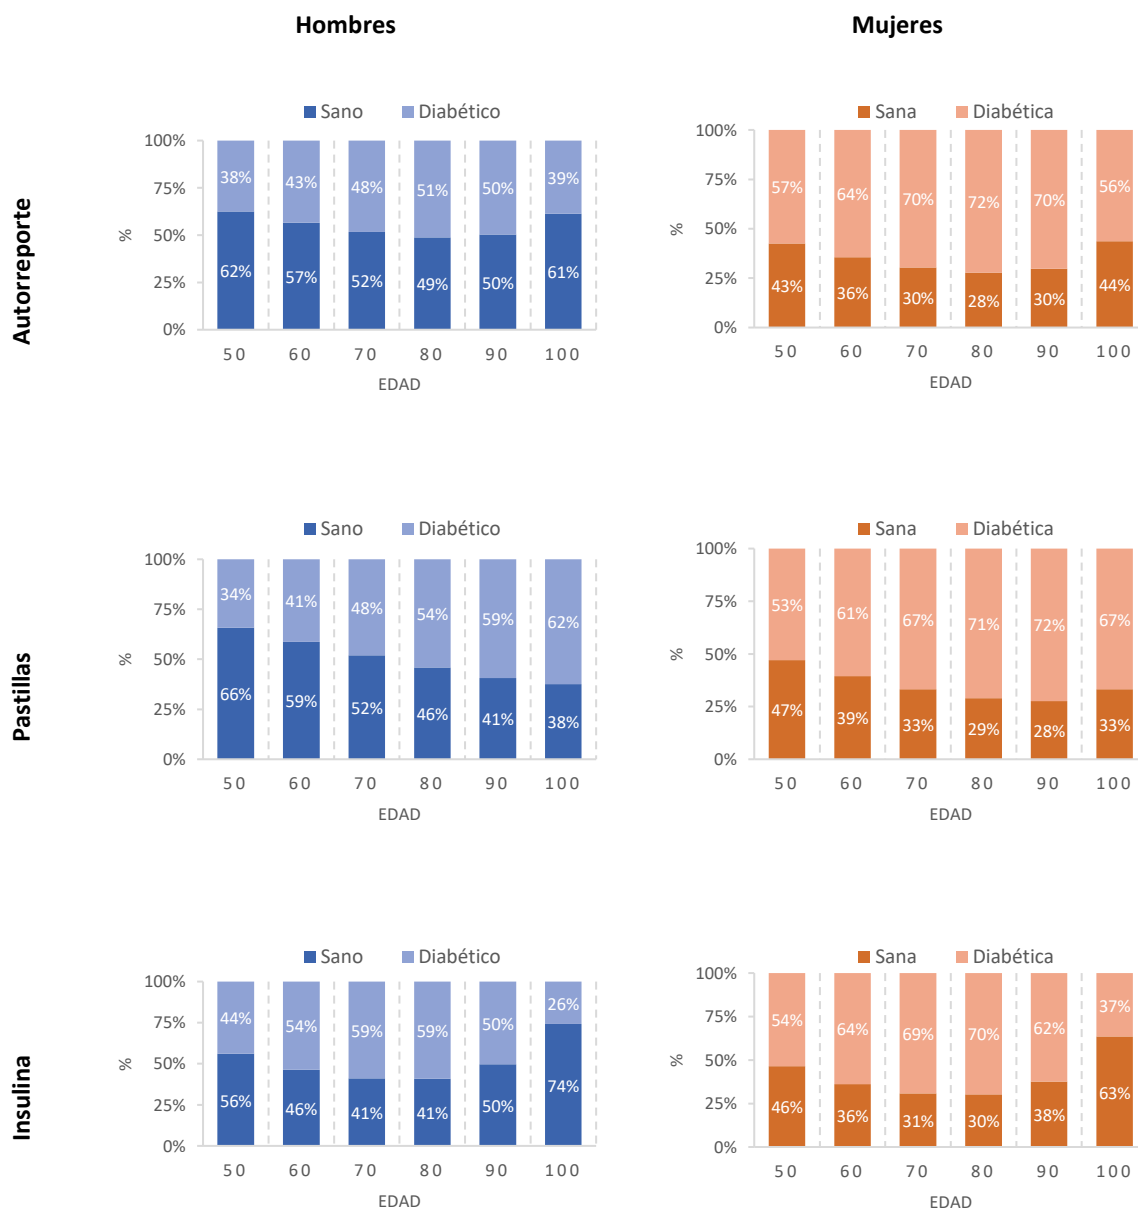 Hombres
Mujeres
Autorreporte
Sano Diabético
100%
75%
50%
25%
0%
%
38% 43% 48% 51% 50% 39%
62% 57% 52% 49% 50% 61%
50 60 70 80 90 100
EDAD
Sana Diabética
100%
75%
50%
25%
0%
%
57% 64% 70% 72% 70% 56%
43% 36% 30% 28% 30% 44%
50 60 70 80 90 100
EDAD
Pastillas
Sano Diabético
100%
75%
50%
25%
0%
%
34% 41% 48% 54% 59% 62%
66% 59% 52% 46% 41% 38%
50 60 70 80 90 100
EDAD
Sana Diabética
100%
75%
50%
25%
0%
%
53% 61% 67% 71% 72% 67%
47% 39% 33% 29% 28% 33%
50 60 70 80 90 100
EDAD
Insulina
Sano Diabético
100%
75%
50%
25%
0%
%
44% 54% 59% 59% 50% 26%
56% 46% 41% 41% 50% 74%
50 60 70 80 90 100
EDAD
Sana Diabética
100%
75%
50%
25%
0%
%
54% 64% 69% 70% 62% 37%
46% 36% 31% 30% 38% 63%
50 60 70 80 90 100
EDAD